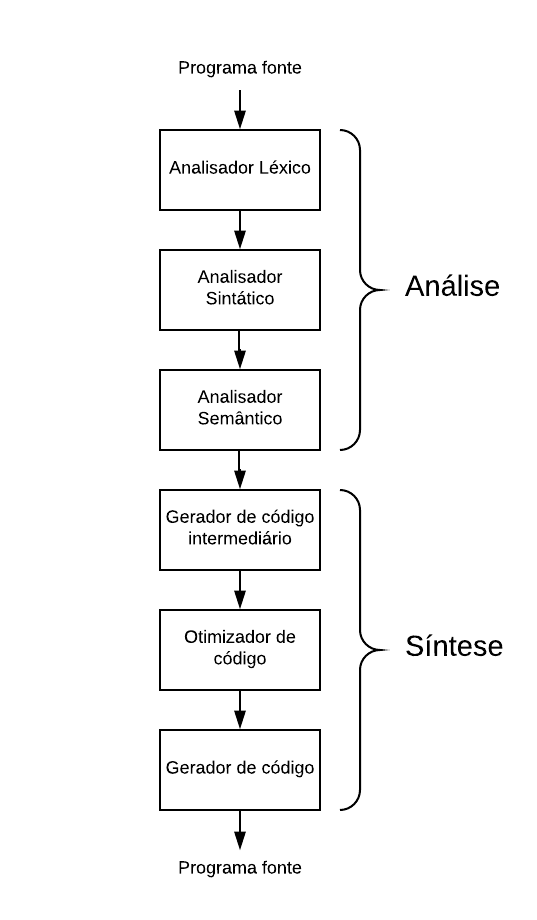 Programa fonte
Analisador Léxico
Analisador
Sintático
Analisador
Semântico
Análise
Gerador de código
intermediário
Otimizador de
código
Gerador de código
Síntese
Programa fonte